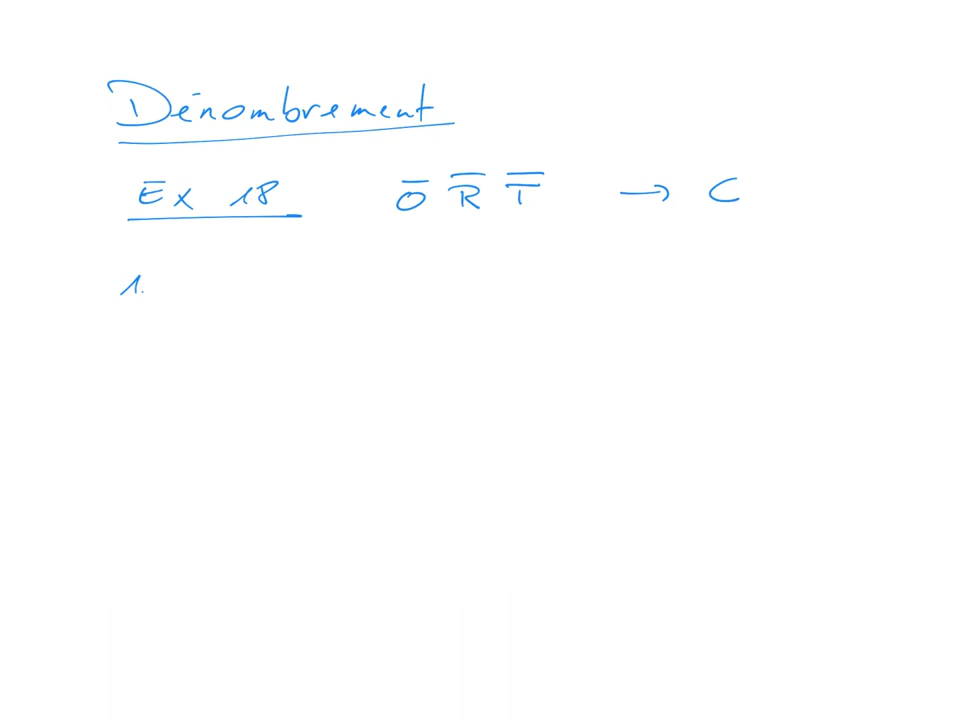 Dénombrement
Ex 18 O̅ R̅ T̅ → C
1.